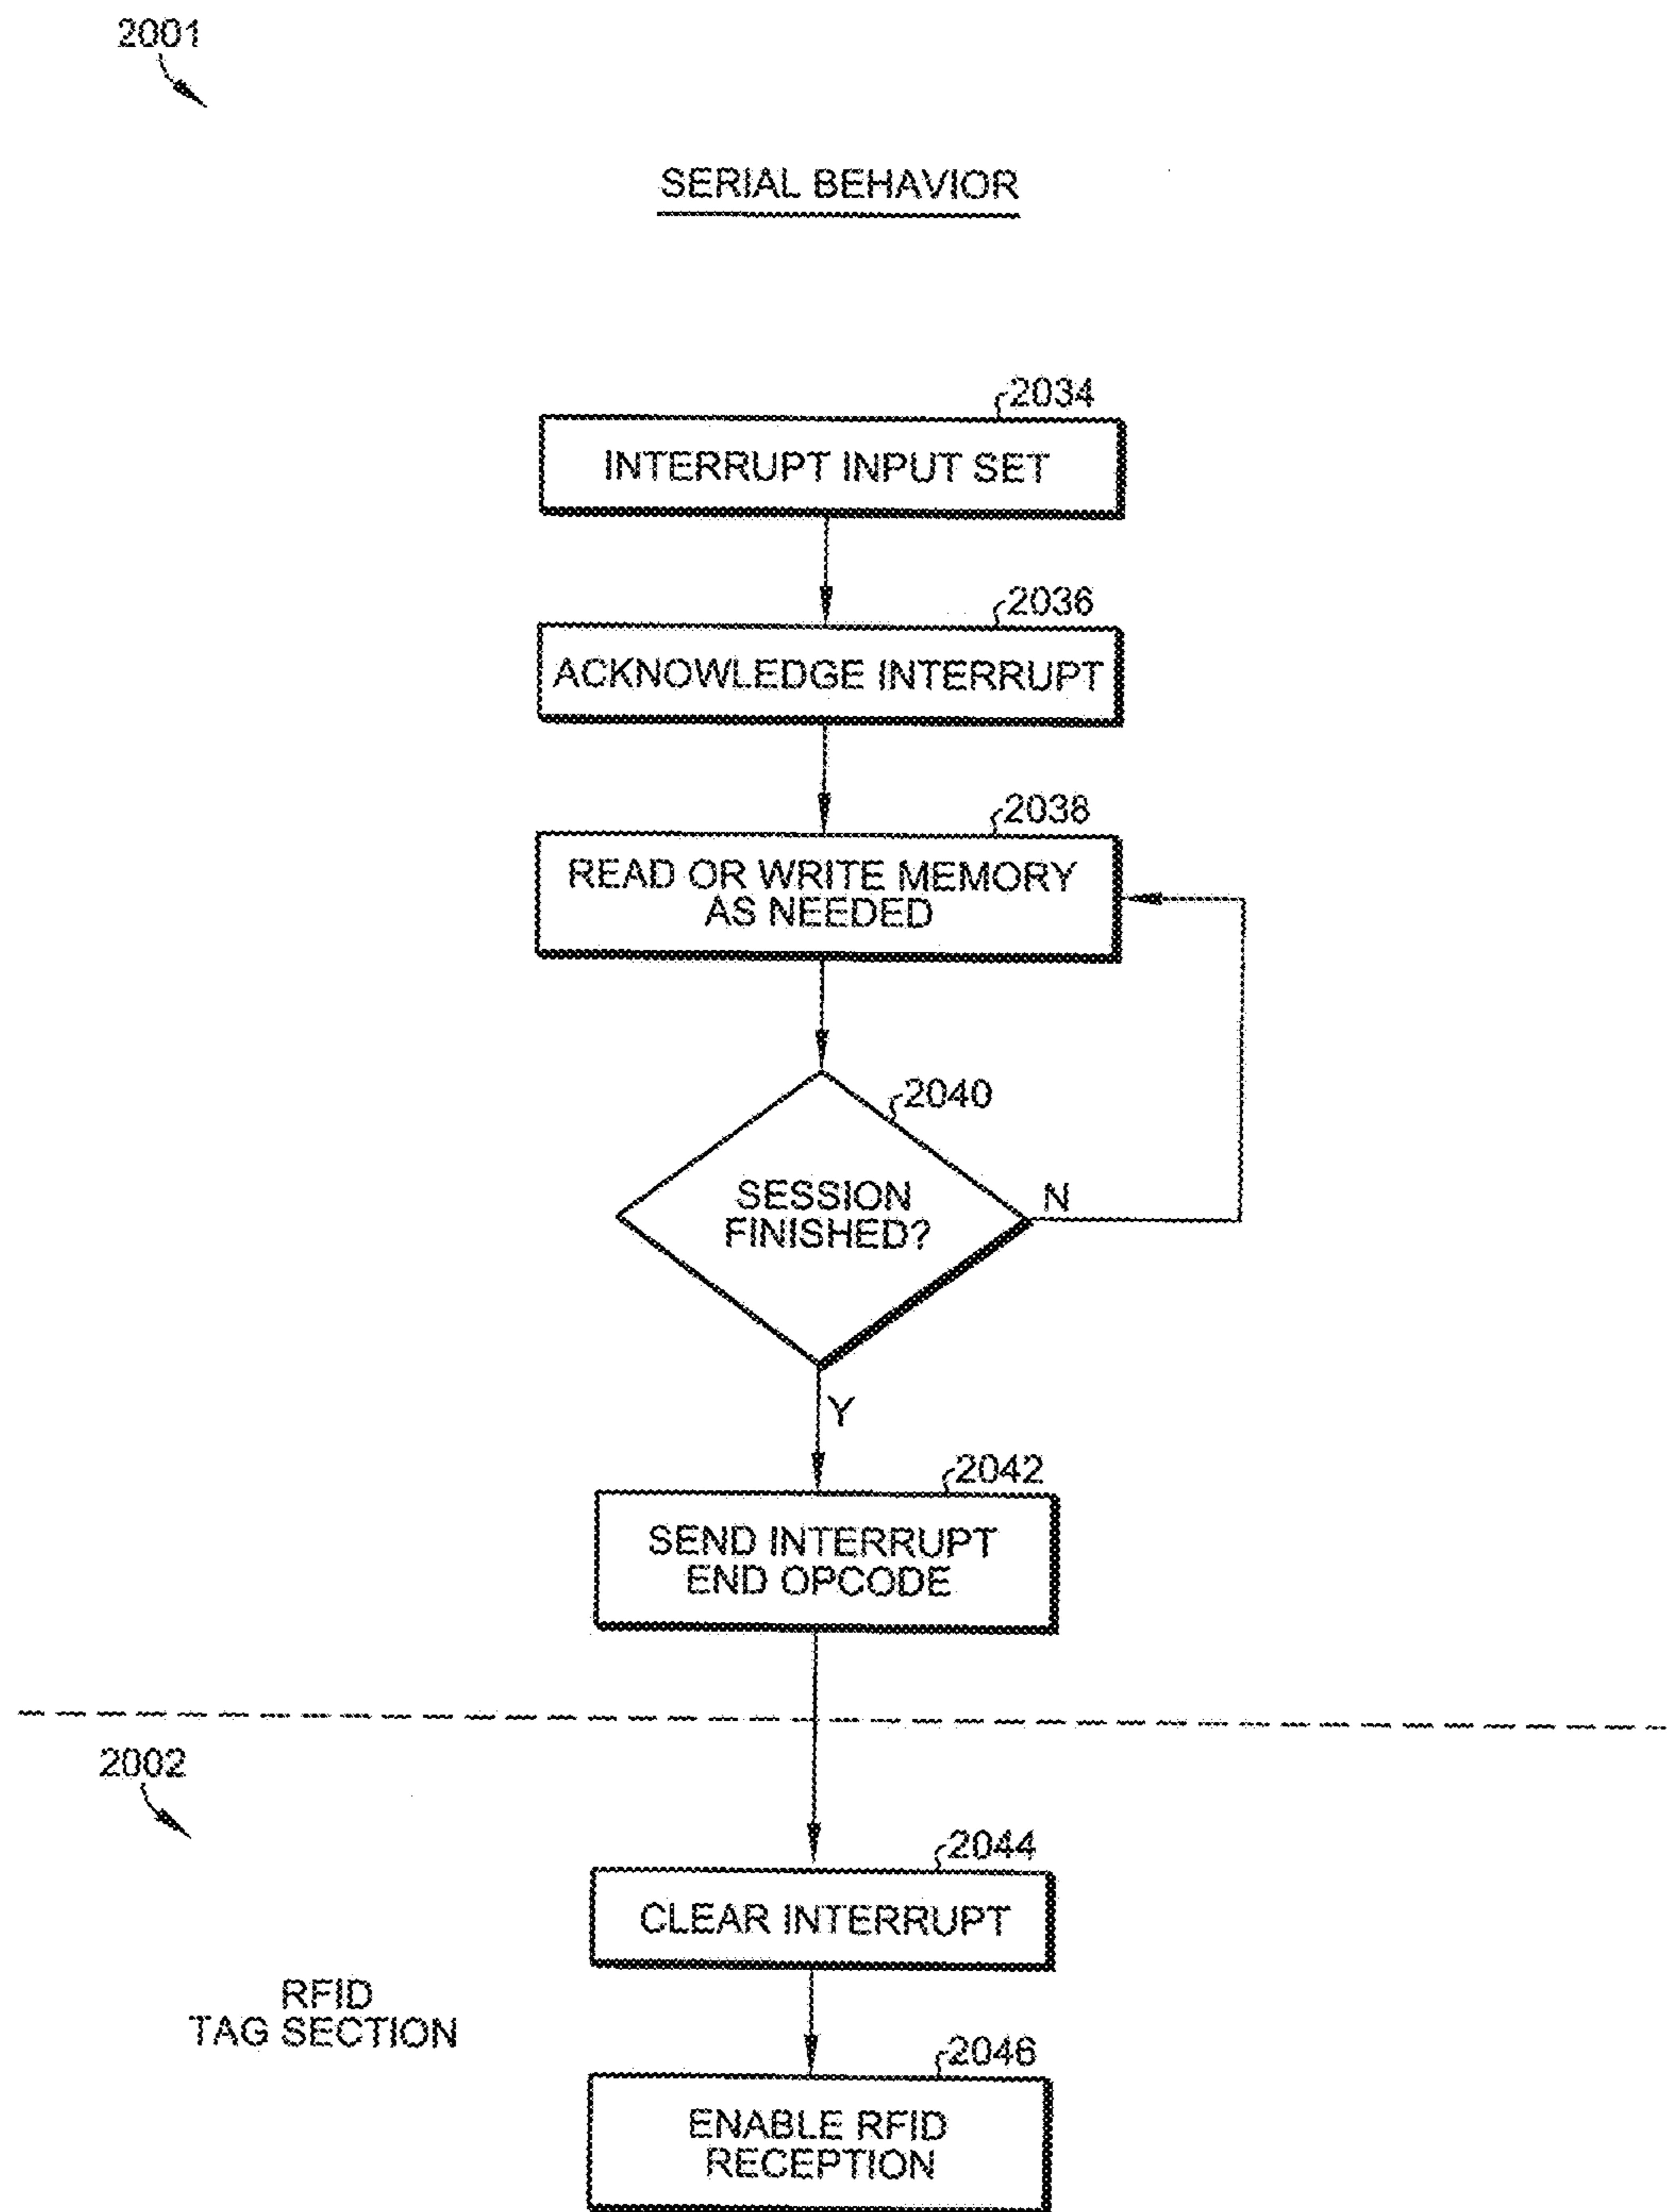 2001
SERIAL BEHAVIOR
2034
INTERRUPT INPUT SET
2036
ACKNOWLEDGE INTERRUPT
2038
READ OR WRITE MEMORY
AS NEEDED
2040
SESSION
FINISHED?
N
Y
2042
SEND INTERRUPT
END OPCODE
2002
2044
CLEAR INTERRUPT
RFID
TAG SECTION
2046
ENABLE RFID
RECEPTION